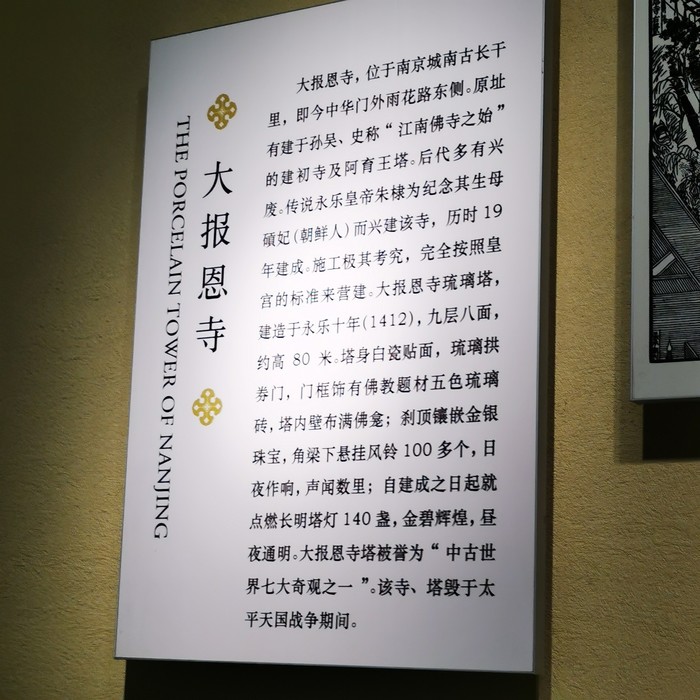 大报恩寺
THE PORCELAIN TOWER OF NANJING
大报恩寺，位于南京城南古长干
里，即今中华门外雨花路东侧。原址
有建于孙吴、史称“江南佛寺之始”
的建初寺及阿育王塔。后代多有兴
废。传说永乐皇帝朱棣为纪念其生母
碩妃(朝鲜人)而兴建该寺，历时 19
年建成。施工极其考究，完全按照皇
宫的标准来营建。大报恩寺琉璃塔，
建造于永乐十年(1412)，九层八面，
约高 80 米。塔身白瓷贴面，琉璃拱
券门，门框饰有佛教题材五色琉璃
砖，塔内壁布满佛龛；刹顶镶嵌金银
珠宝，角梁下悬挂风铃 100 多个，日
夜作响，声闻数里；自建成之日起就
点燃长明塔灯 140 盏，金碧辉煌，昼
夜通明。大报恩寺塔被誉为“中古世
界七大奇观之一”。该寺、塔毁于太
平天国战争期间。